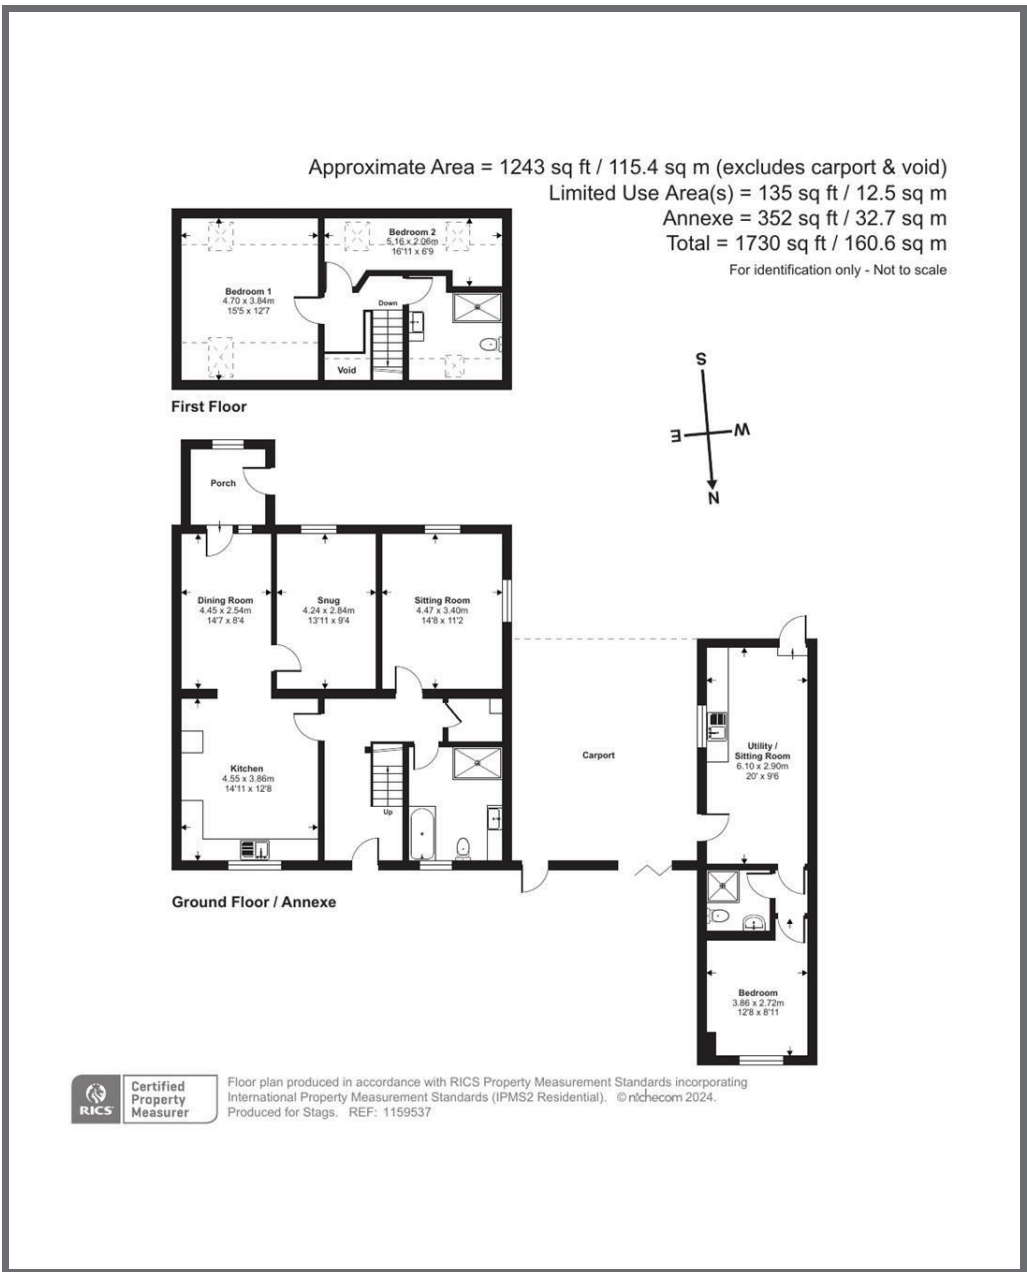 Approximate Area = 1243 sq ft / 115.4 sq m (excludes carport & void)
Limited Use Area(s) = 135 sq ft / 12.5 sq m
Annexe = 352 sq ft / 32.7 sq m
Total = 1730 sq ft / 160.6 sq m
For identification only - Not to scale
Bedroom 2
5.16 x 2.06m
16'11 x 6'9
Bedroom 1
4.70 x 3.84m
15'5 x 12'7
Down
Void
First Floor
S
E
W
N
Porch
Dining Room
4.45 x 2.54m
14'7 x 8'4
Snug
4.24 x 2.84m
13'11 x 9'4
Sitting Room
4.47 x 3.40m
14'8 x 11'2
Kitchen
4.55 x 3.86m
14'11 x 12'8
Up
Carport
Utility /
Sitting Room
6.10 x 2.90m
20' x 9'6
Ground Floor / Annexe
Bedroom
3.86 x 2.72m
12'8 x 8'11
RICS
Certified
Property
Measurer
Floor plan produced in accordance with RICS Property Measurement Standards incorporating
International Property Measurement Standards (IPMS2 Residential). © nichecom 2024.
Produced for Stags. REF: 1159537